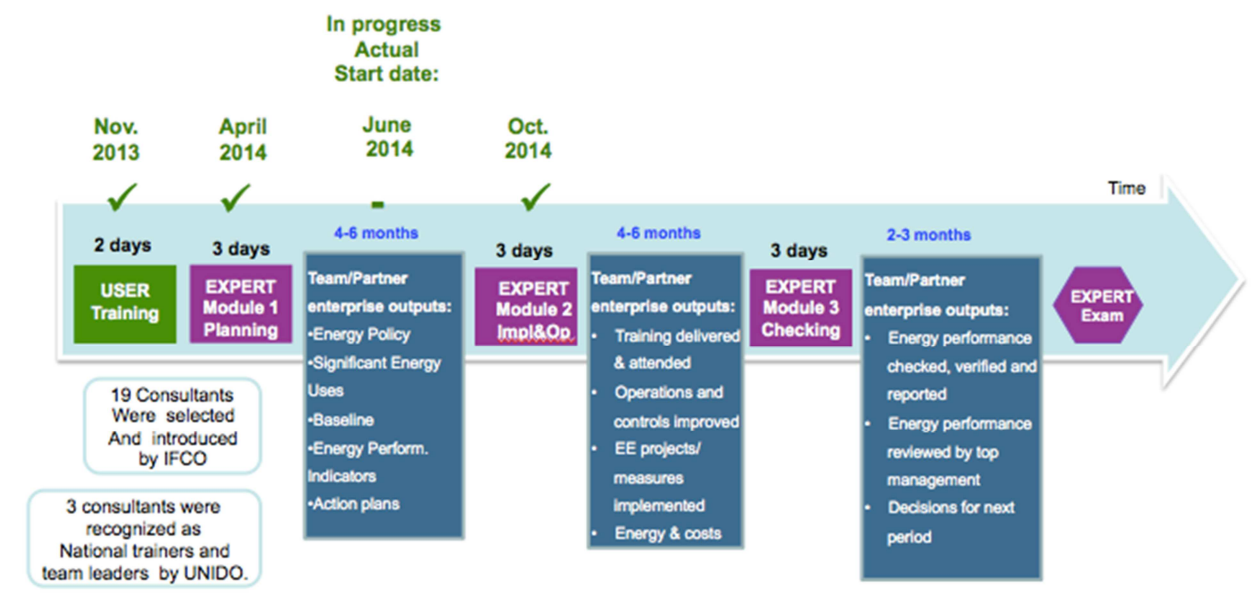 In progress
Actual
Start date:
Nov.
2013
April
2014
June
2014
Oct.
2014
Time
2 days
3 days
4-6 months
3 days
4-6 months
3 days
2-3 months
USER
Training
EXPERT
Module 1
Planning
Team/Partner
enterprise outputs:
•Energy Policy
•Significant Energy
Uses
•Baseline
•Energy Perform.
Indicators
•Action plans
EXPERT
Module 2
Impl&Op
Team/Partner
enterprise outputs:
• Training delivered
& attended
• Operations and
controls improved
• EE projects/
measures
implemented
• Energy & costs
EXPERT
Module 3
Checking
Team/Partner
enterprise outputs:
• Energy performance
checked, verified and
reported
• Energy performance
reviewed by top
management
• Decisions for next
period
EXPERT
Exam
19 Consultants
Were selected
And introduced
by IFCO
3 consultants were
recognized as
National trainers and
team leaders by UNIDO.